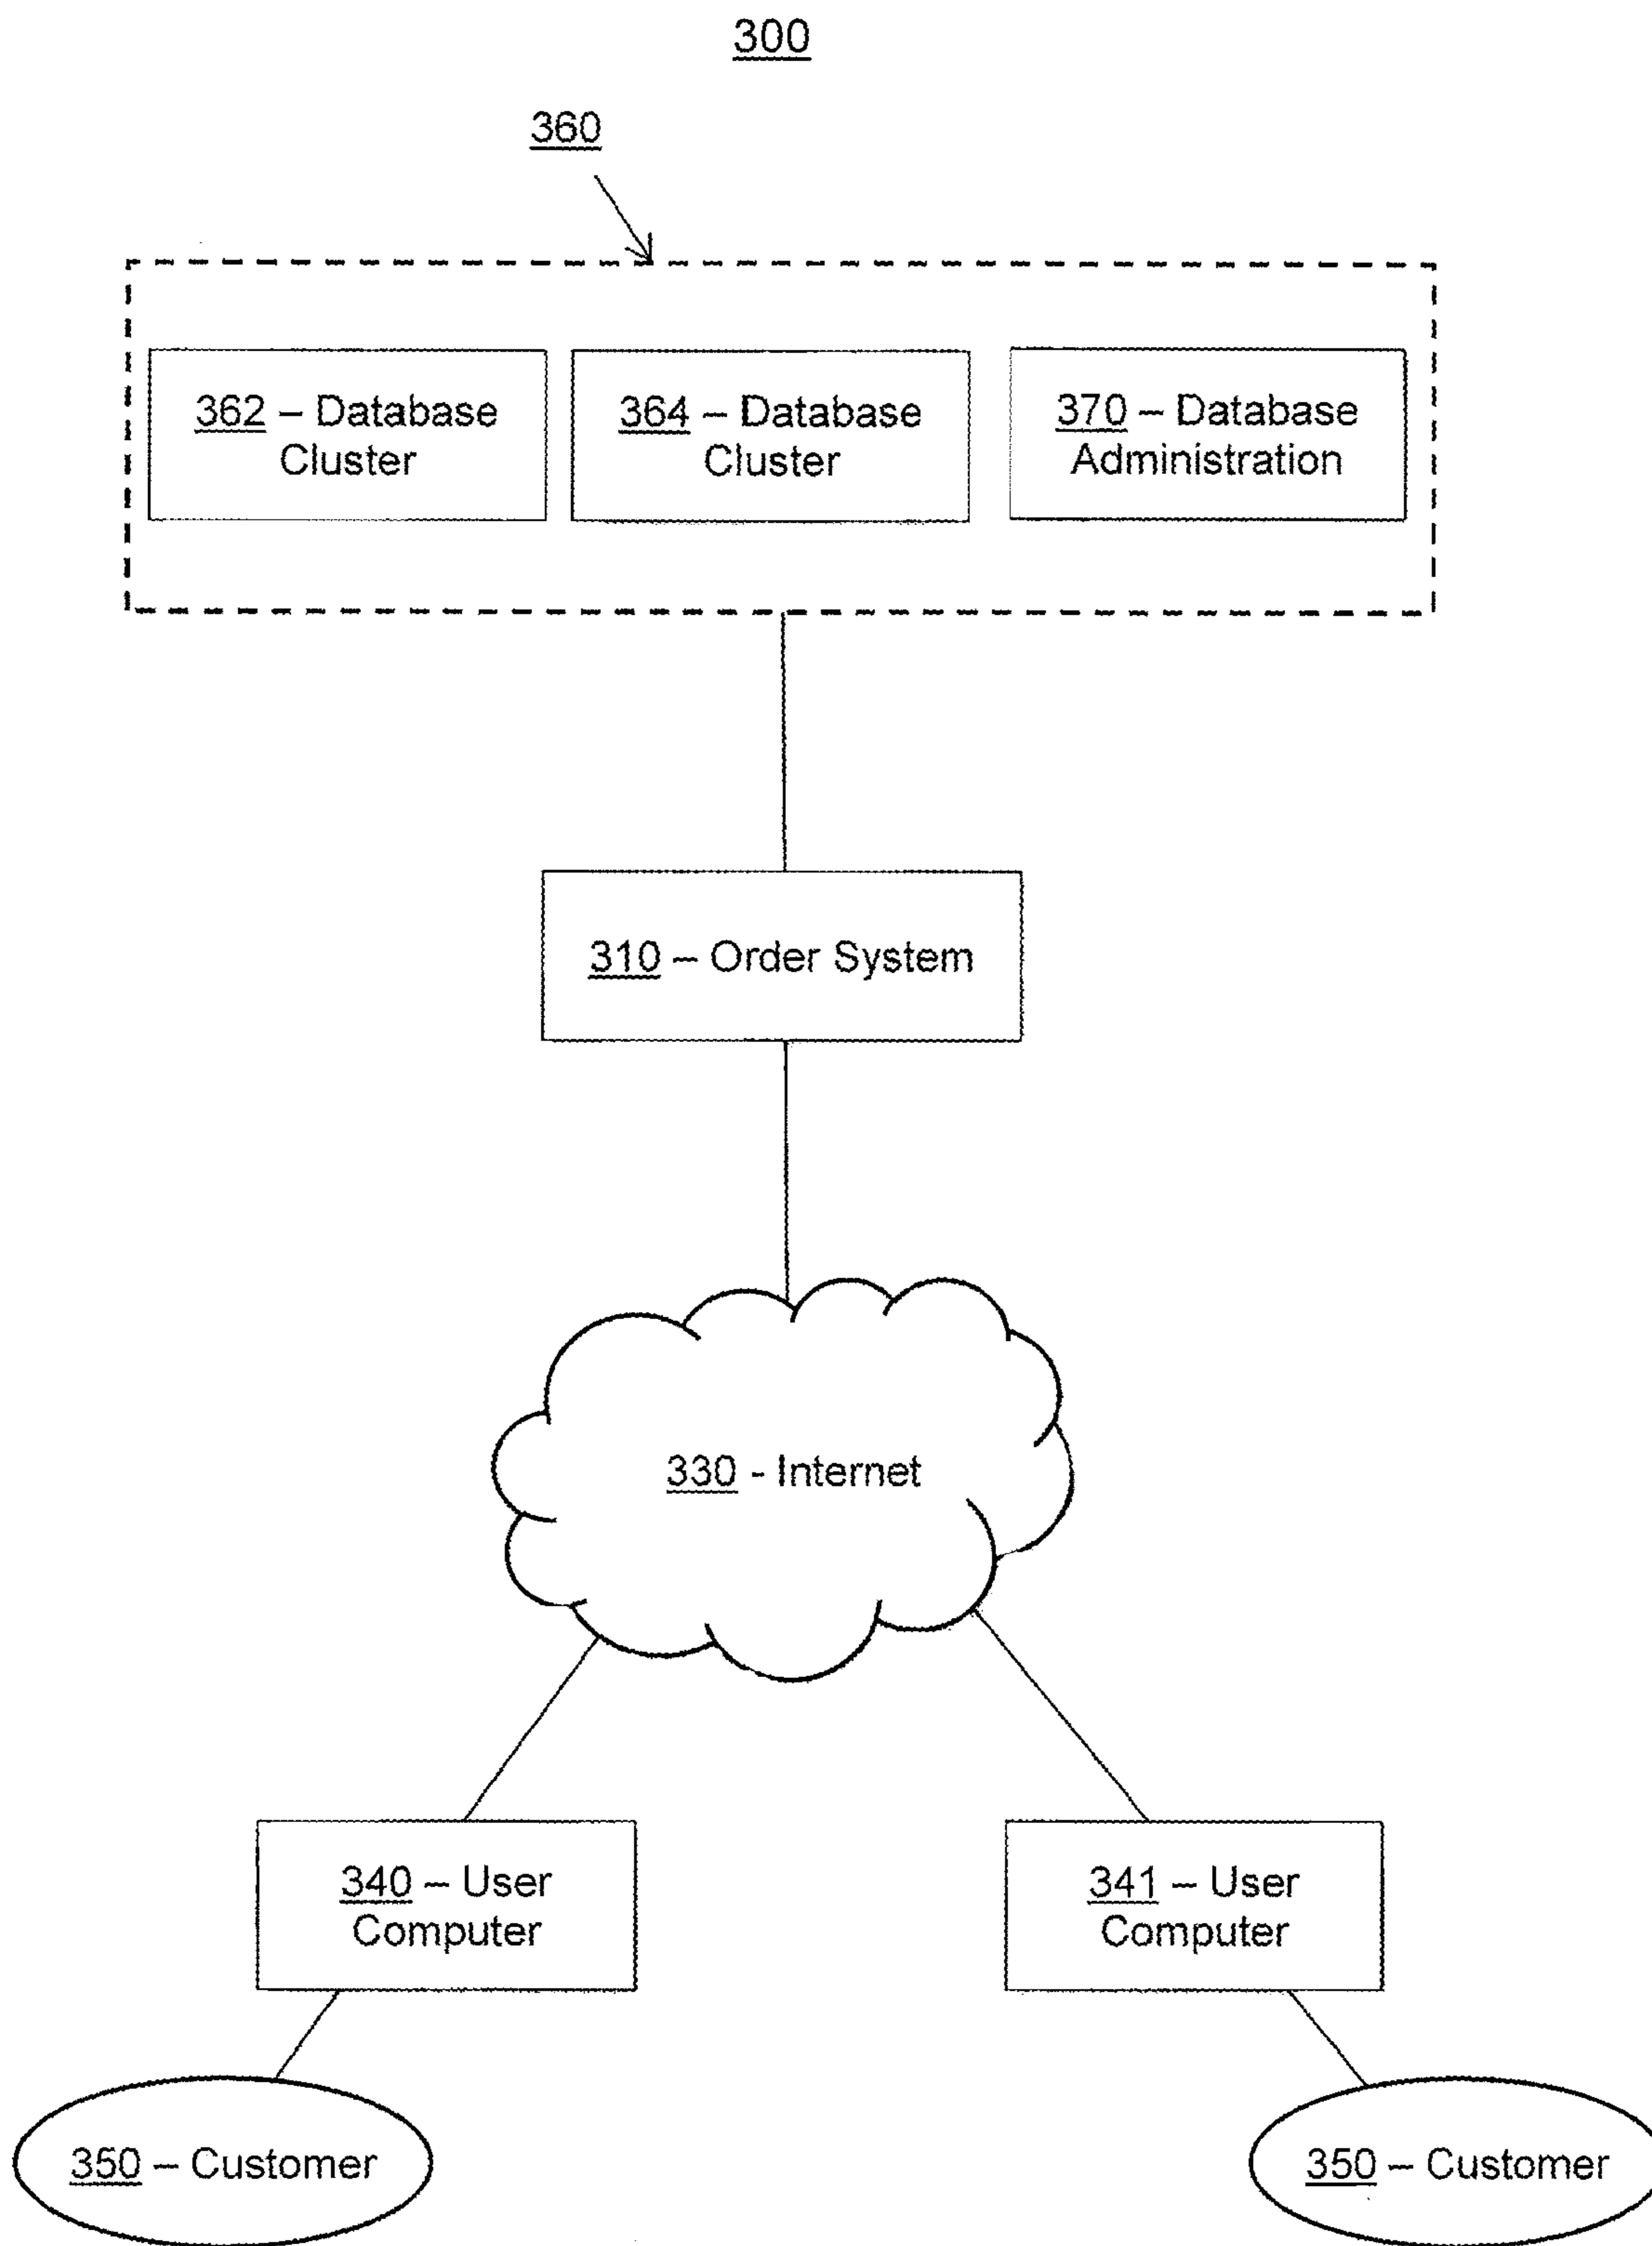 300
360
362 – Database
Cluster
364 – Database
Cluster
370 – Database
Administration
310 – Order System
330 - Internet
340 – User
Computer
341 – User
Computer
350 – Customer
350 – Customer